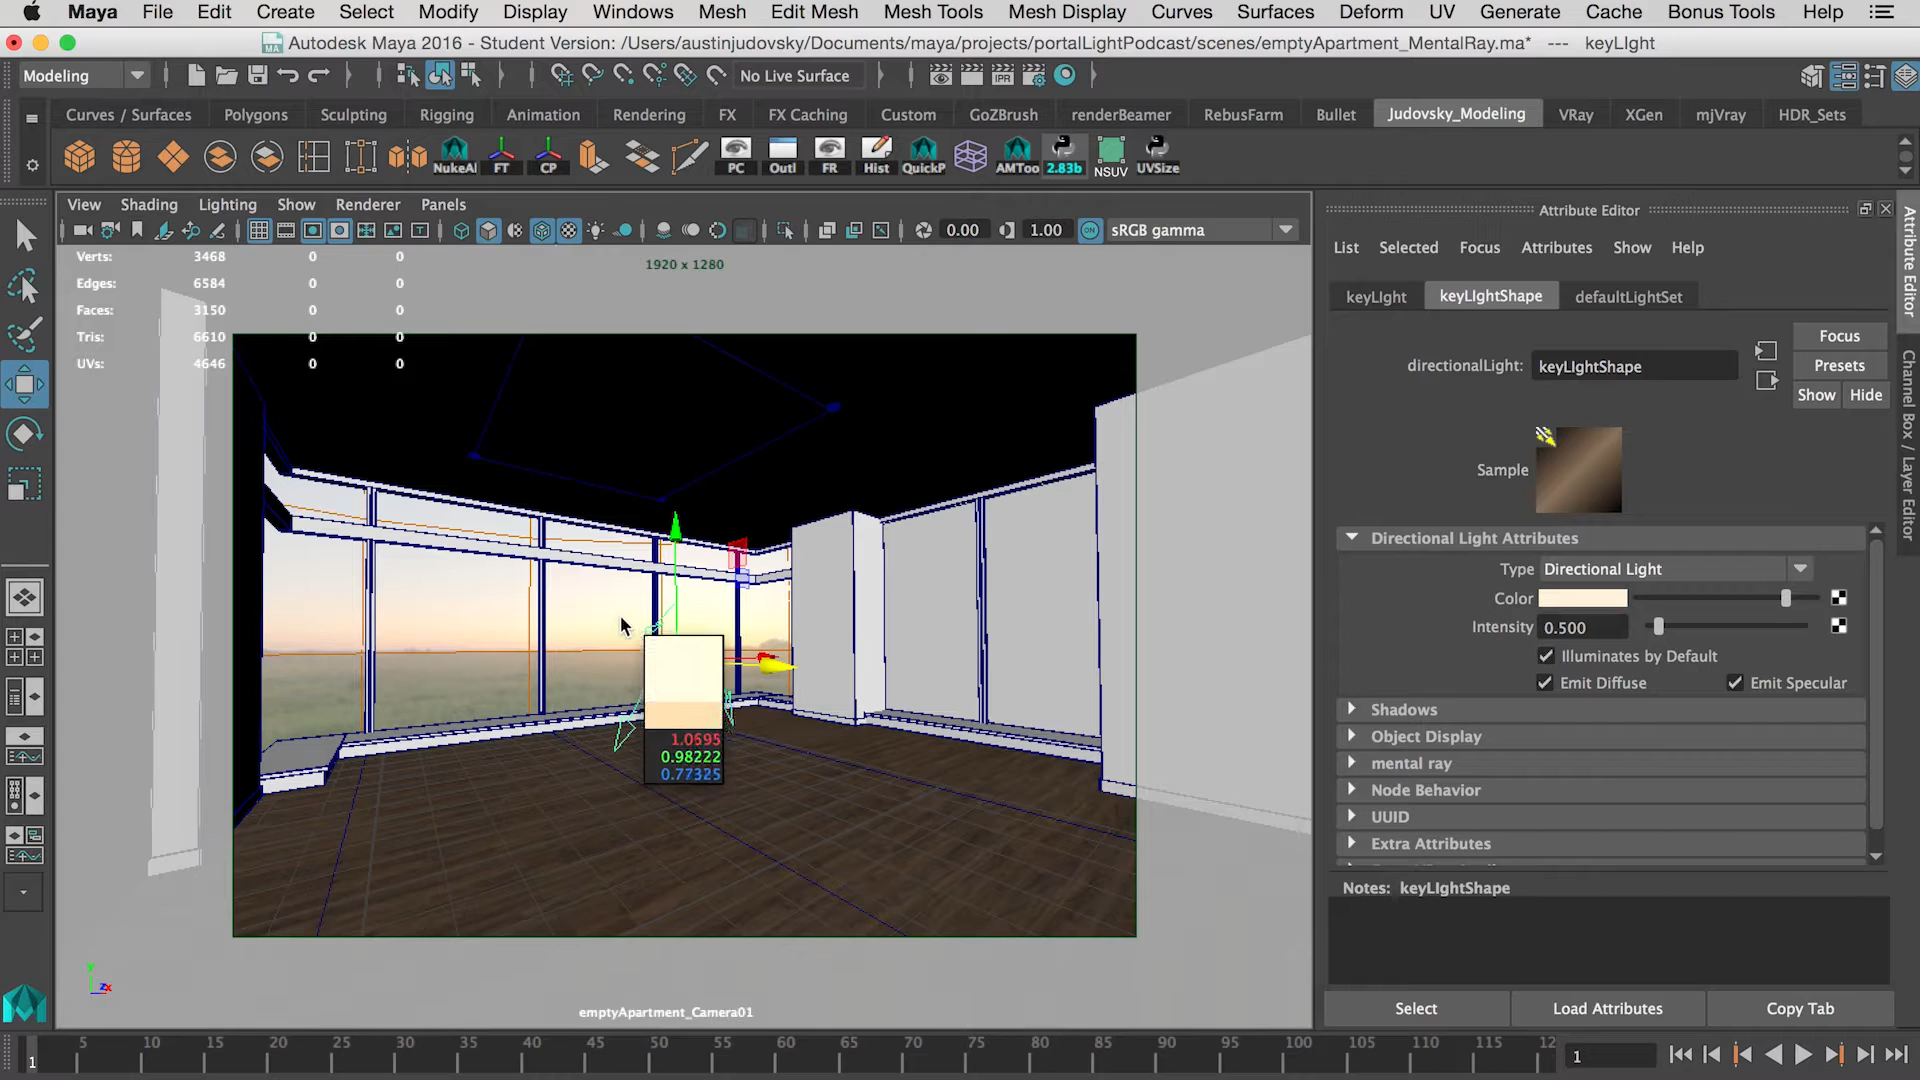 Maya File Edit Create Select Modify Display Windows Mesh Edit Mesh Mesh Tools Mesh Display Curves Surfaces Deform UV Generate Cache Bonus Tools Help
MA Autodesk Maya 2016 - Student Version: /Users/austinjudovsky/Documents/maya/projects/portalLightPodcast/scenes/emptyApartment_MentalRay.ma* --- keyLIght
Modeling No Live Surface IPR
Curves / Surfaces Polygons Sculpting Rigging Animation Rendering FX FX Caching Custom GoZBrush renderBeamer RebusFarm Bullet Judovsky_Modeling VRay XGen mjVray HDR_Sets
NukeAI FT CP PC Outl FR Hist QuickP AMToo 2.83b NSUV UVSize
View Shading Lighting Show Renderer Panels
0.00 1.00 ON sRGB gamma
Verts: 3468 0 0
Edges: 6584 0 0
Faces: 3150 0 0
Tris: 6610 0 0
UVs: 4646 0 0
1920 x 1280
1.0595
0.98222
0.77325
emptyApartment_Camera01
Attribute Editor
List Selected Focus Attributes Show Help
keyLIght keyLIghtShape defaultLightSet
directionalLight: keyLIghtShape
Focus
Presets
Show Hide
Sample
Directional Light Attributes
Type Directional Light
Color
Intensity 0.500
Illuminates by Default
Emit Diffuse Emit Specular
Shadows
Object Display
mental ray
Node Behavior
UUID
Extra Attributes
Notes: keyLIghtShape
Select Load Attributes Copy Tab
Attribute Editor
Channel Box / Layer Editor
1 5 10 15 20 25 30 35 40 45 50 55 60 65 70 75 80 85 90 95 100 105 110 115 12
1